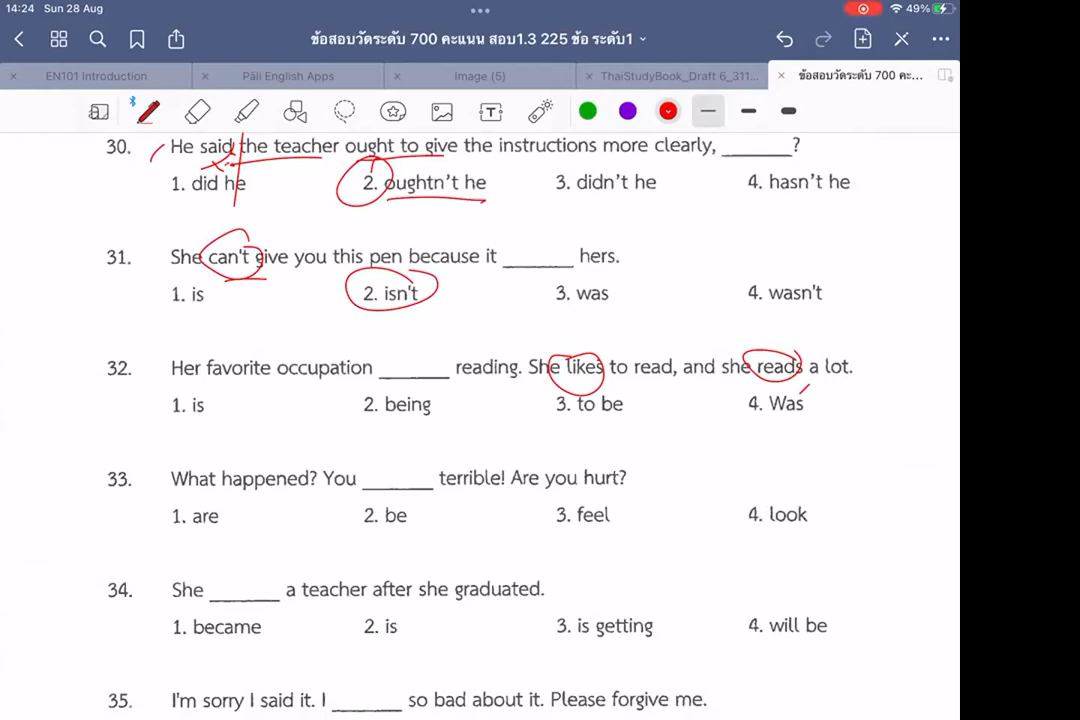 14:24 Sun 28 Aug
49%
ข้อสอบวัดระดับ 700 คะแนน สอบ1.3 225 ข้อ ระดับ1
EN101 Introduction
Pāli English Apps
Image (5)
ThaiStudyBook_Draft 6_311...
ข้อสอบวัดระดับ 700 คะ...
30. He said the teacher ought to give the instructions more clearly, ________?
1. did he 2. oughtn't he 3. didn't he 4. hasn't he
31. She can't give you this pen because it ________ hers.
1. is 2. isn't 3. was 4. wasn't
32. Her favorite occupation ________ reading. She likes to read, and she reads a lot.
1. is 2. being 3. to be 4. Was
33. What happened? You ________ terrible! Are you hurt?
1. are 2. be 3. feel 4. look
34. She ________ a teacher after she graduated.
1. became 2. is 3. is getting 4. will be
35. I'm sorry I said it. I ________ so bad about it. Please forgive me.